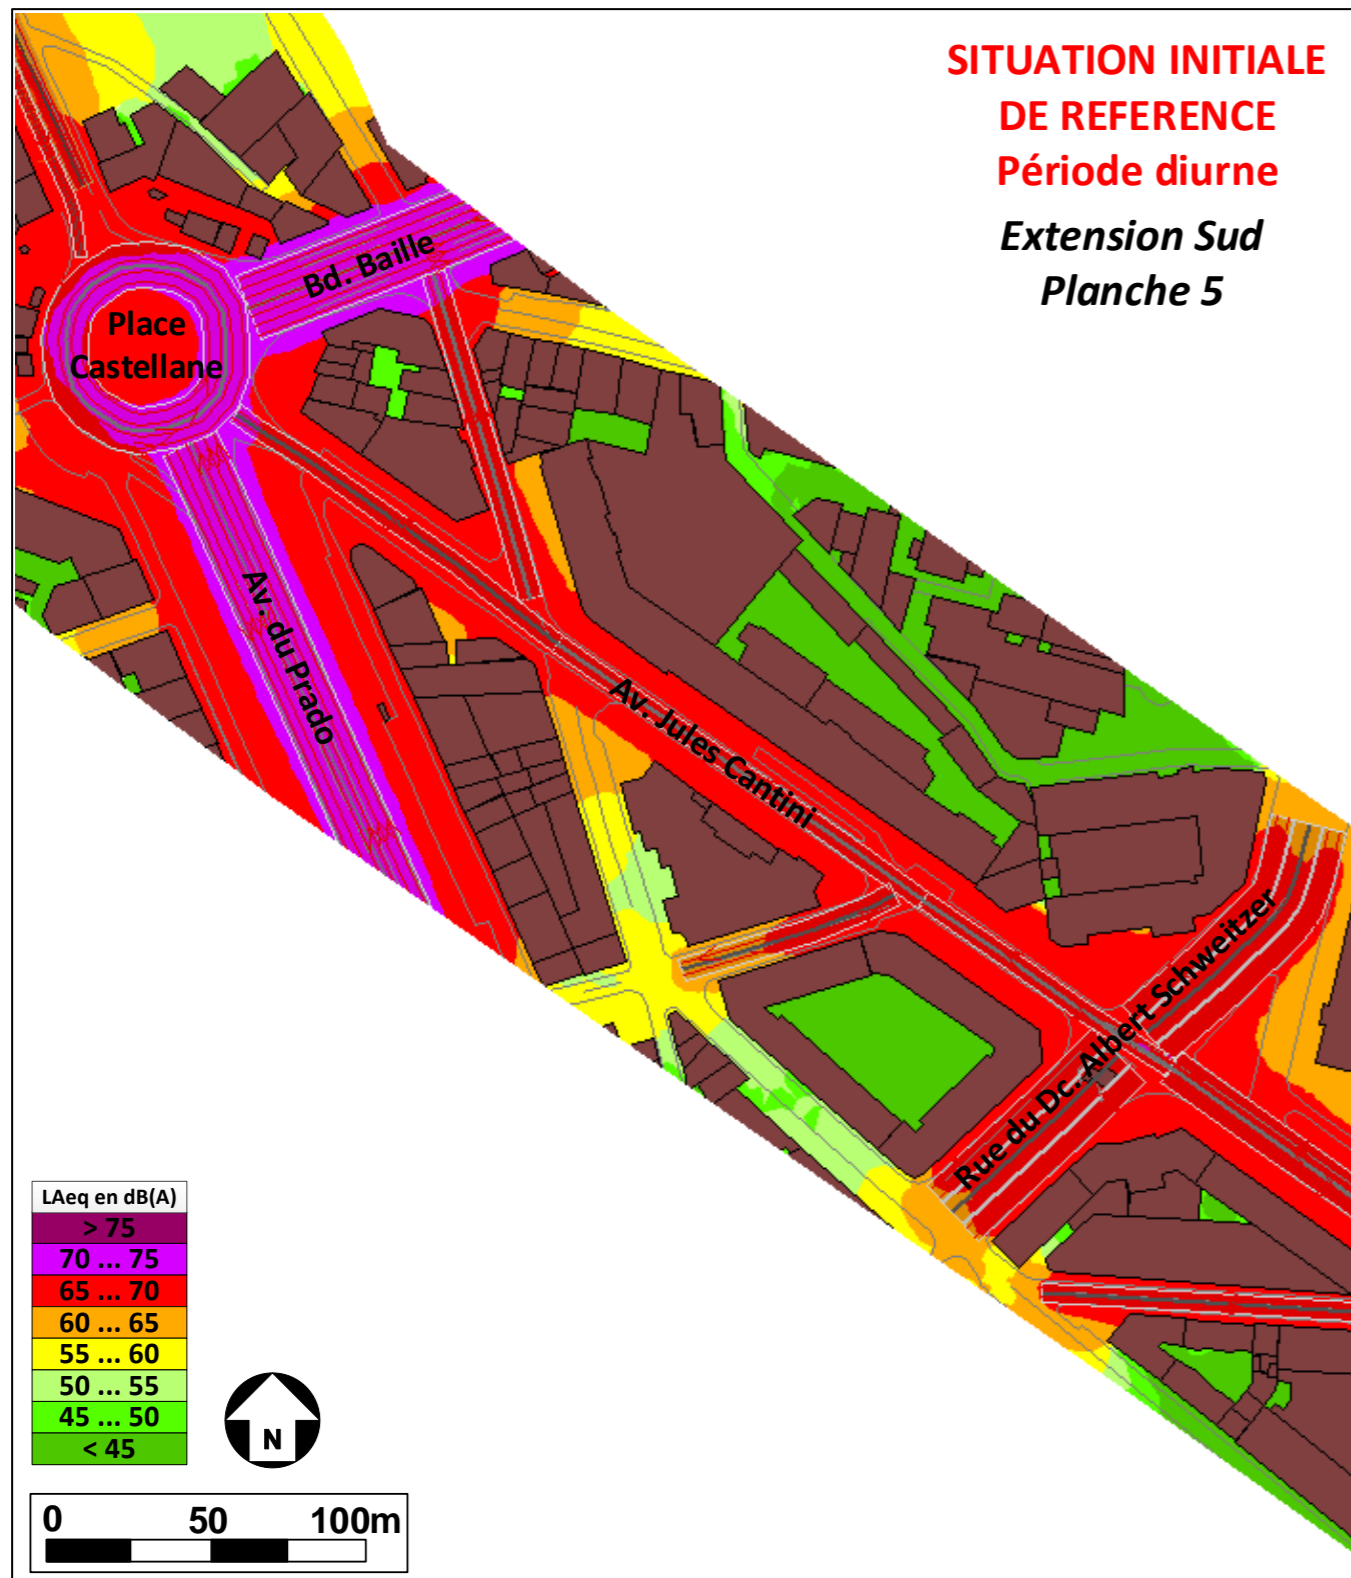 SITUATION INITIALE
DE REFERENCE
Période diurne
Extension Sud
Planche 5
Bd. Baille
Place
Castellane
Av. du Prado
Av. Jules Cantini
Rue du Dc. Albert Schweitzer
LAeq en dB(A)
> 75
70 ... 75
65 ... 70
60 ... 65
55 ... 60
50 ... 55
45 ... 50
< 45
N
0 50 100m